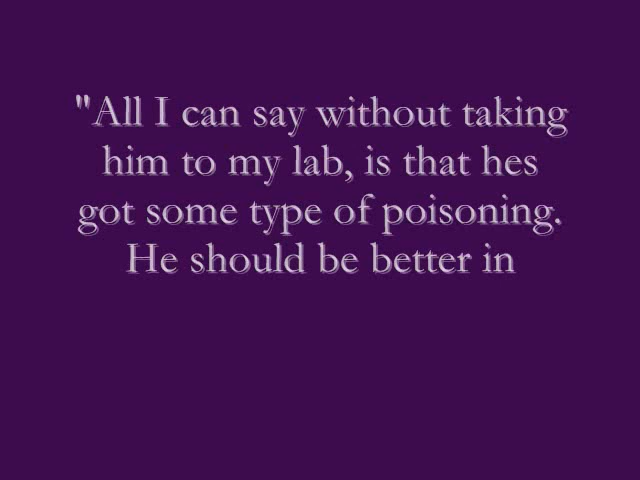 "All I can say without taking
him to my lab, is that hes
got some type of poisoning.
He should be better in